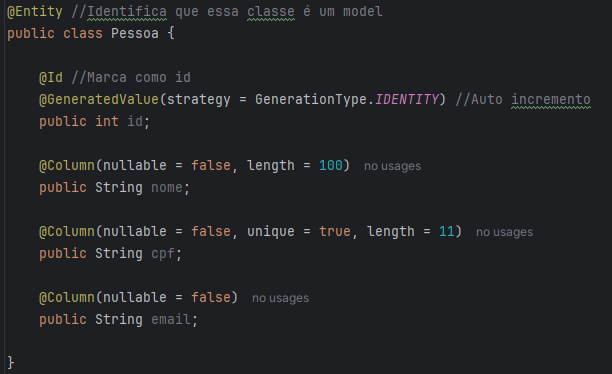 @Entity //Identifica que essa classe é um model
public class Pessoa {
@Id //Marca como id
@GeneratedValue(strategy = GenerationType.IDENTITY) //Auto incremento
public int id;
@Column(nullable = false, length = 100) no usages
public String nome;
@Column(nullable = false, unique = true, length = 11) no usages
public String cpf;
@Column(nullable = false) no usages
public String email;
}